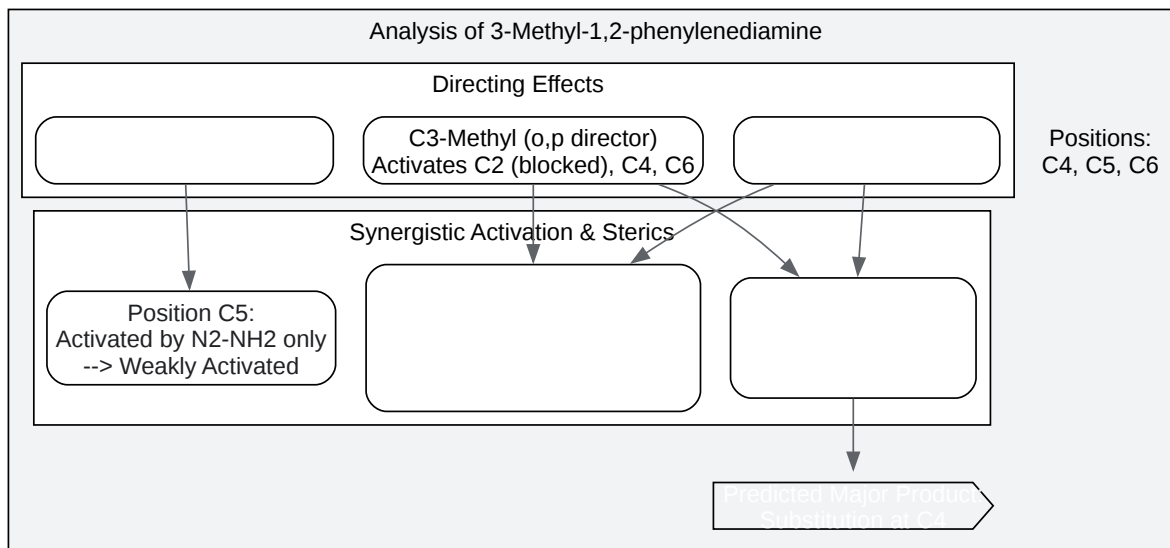 Analysis of 3-Methyl-1,2-phenylenediamine
Directing Effects
C3-Methyl (o,p director)
Activates C2 (blocked), C4, C6
Positions:
C4, C5, C6
Synergistic Activation & Sterics
Position C5:
Activated by N2-NH2 only
--> Weakly Activated
Predicted Major Product:
Substitution at C4